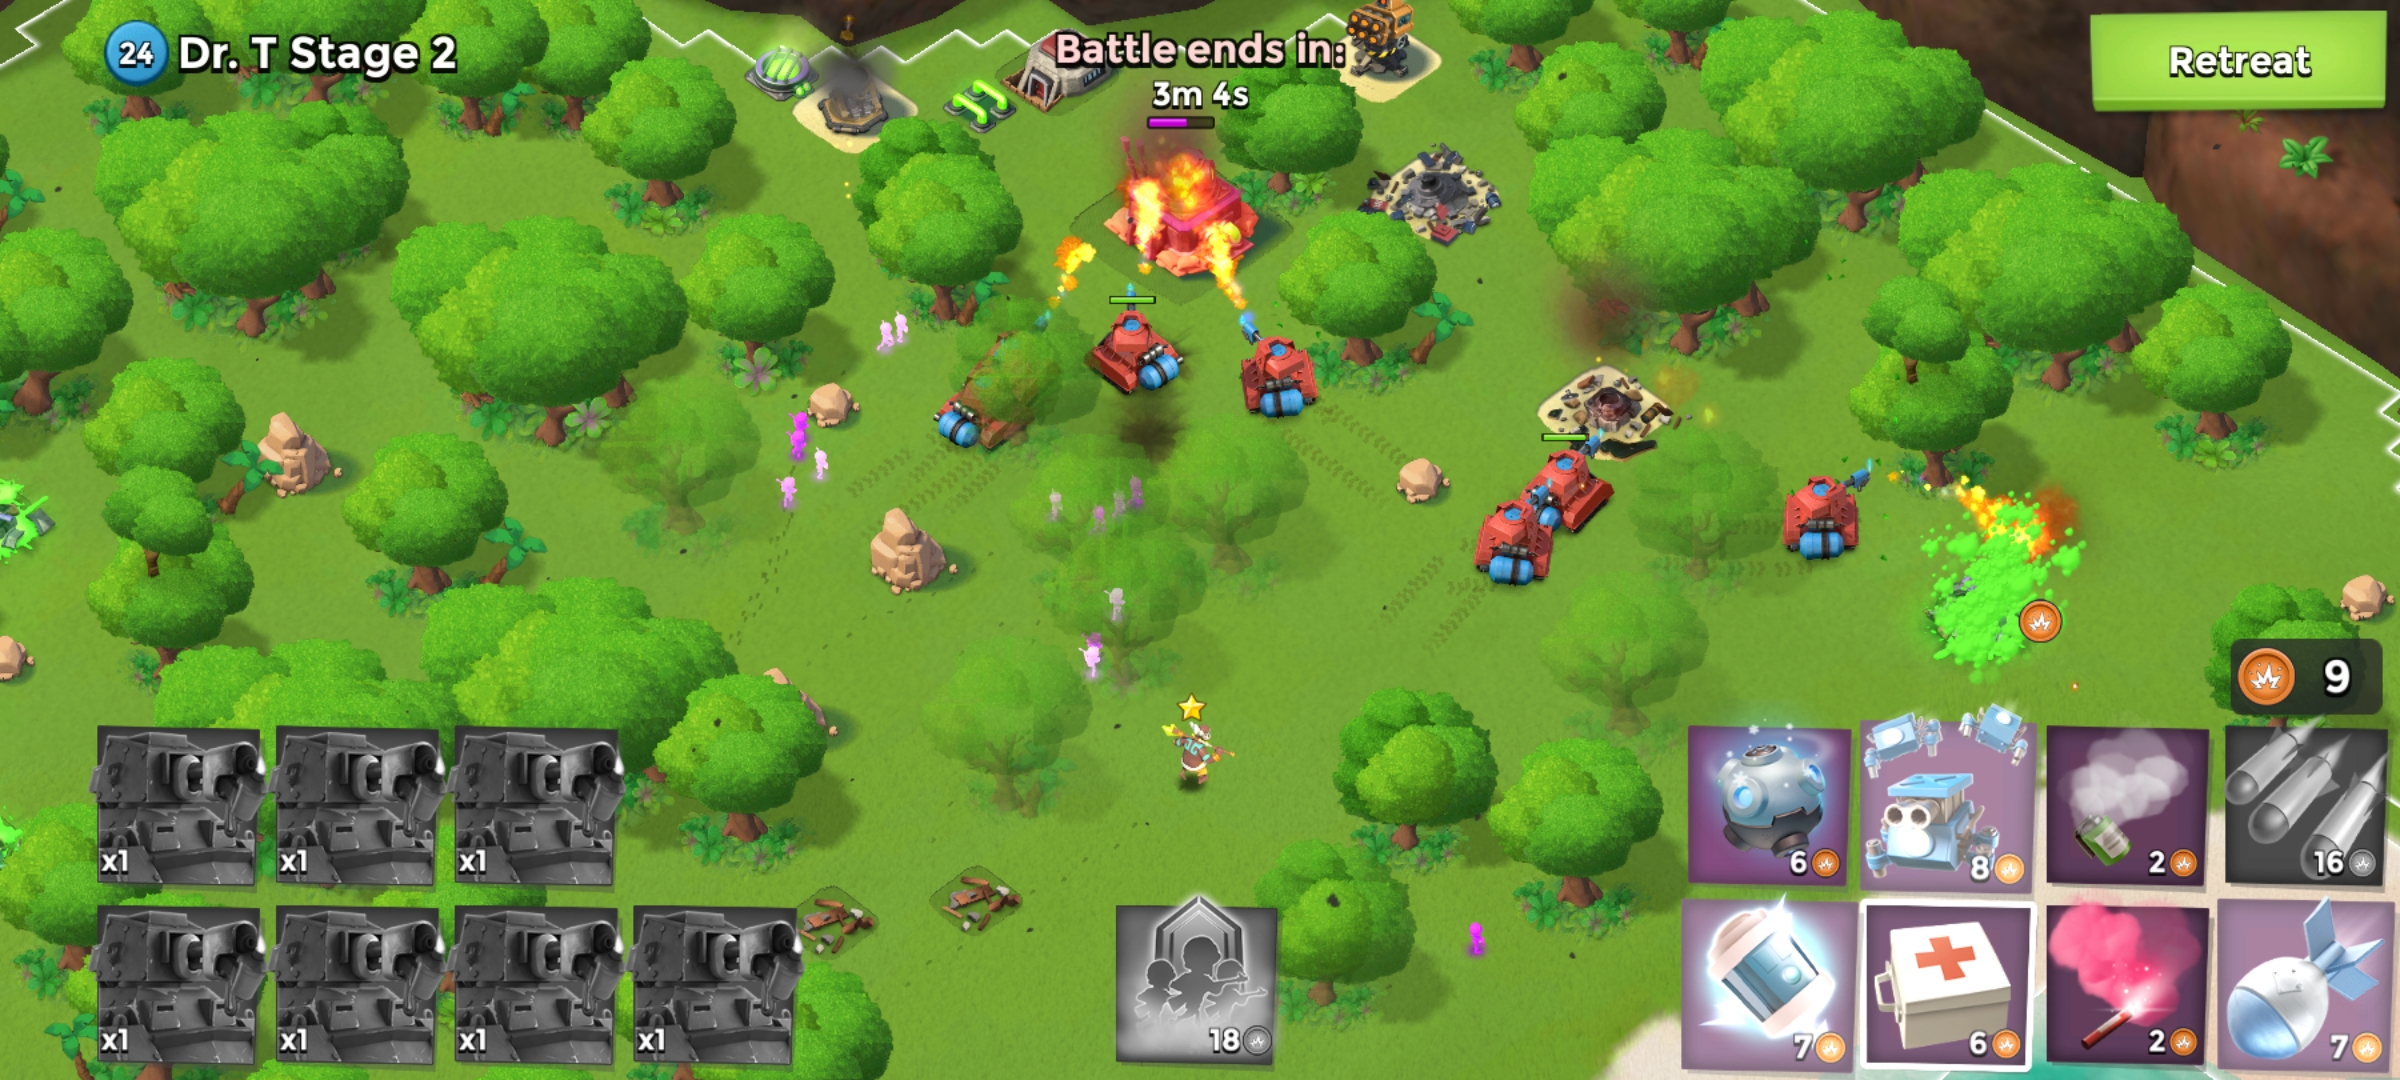 24 Dr. T Stage 2
Battle ends in:
3m 4s
Retreat
9
x1 x1 x1
6 8 2 16
x1 x1 x1 x1
18
7 6 2 7